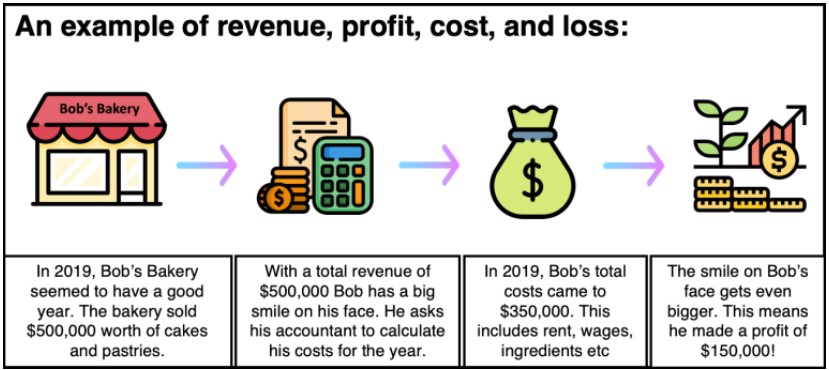 An example of revenue, profit, cost, and loss:
Bob's Bakery
$
$
$
$
In 2019, Bob's Bakery
seemed to have a good
year. The bakery sold
$500,000 worth of cakes
and pastries.
With a total revenue of
$500,000 Bob has a big
smile on his face. He asks
his accountant to calculate
his costs for the year.
In 2019, Bob's total
costs came to
$350,000. This
includes rent, wages,
ingredients etc
The smile on Bob's
face gets even
bigger. This means
he made a profit of
$150,000!